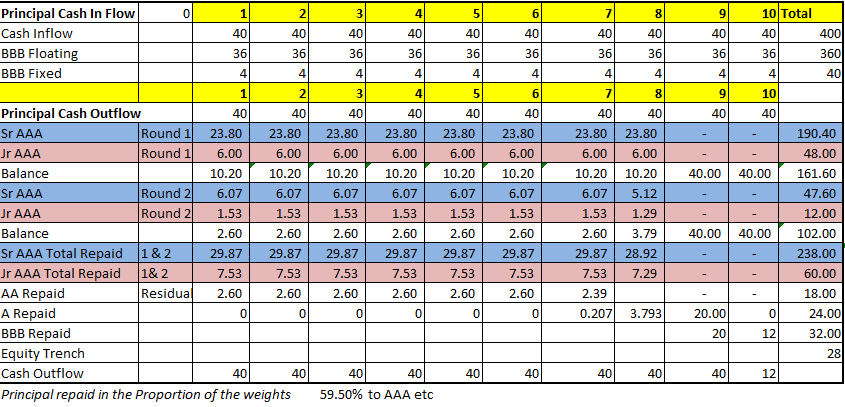 Principal Cash In Flow 0 1 2 3 4 5 6 7 8 9 10 Total
Cash Inflow 40 40 40 40 40 40 40 40 40 40 400
BBB Floating 36 36 36 36 36 36 36 36 36 36 360
BBB Fixed 4 4 4 4 4 4 4 4 4 4 40
1 2 3 4 5 6 7 8 9 10
Principal Cash Outflow 40 40 40 40 40 40 40 40 40 40
Sr AAA Round 1 23.80 23.80 23.80 23.80 23.80 23.80 23.80 23.80 - - 190.40
Jr AAA Round 1 6.00 6.00 6.00 6.00 6.00 6.00 6.00 6.00 - - 48.00
Balance 10.20 10.20 10.20 10.20 10.20 10.20 10.20 10.20 40.00 40.00 161.60
Sr AAA Round 2 6.07 6.07 6.07 6.07 6.07 6.07 6.07 5.12 - - 47.60
Jr AAA Round 2 1.53 1.53 1.53 1.53 1.53 1.53 1.53 1.29 - - 12.00
Balance 2.60 2.60 2.60 2.60 2.60 2.60 2.60 3.79 40.00 40.00 102.00
Sr AAA Total Repaid 1 & 2 29.87 29.87 29.87 29.87 29.87 29.87 29.87 28.92 - - 238.00
Jr AAA Total Repaid 1& 2 7.53 7.53 7.53 7.53 7.53 7.53 7.53 7.29 - - 60.00
AA Repaid Residual 2.60 2.60 2.60 2.60 2.60 2.60 2.39 - - 18.00
A Repaid 0 0 0 0 0 0 0.207 3.793 20.00 0 24.00
BBB Repaid 20 12 32.00
Equity Trench 28
Cash Outflow 40 40 40 40 40 40 40 40 40 12
Principal repaid in the Proportion of the weights 59.50% to AAA etc